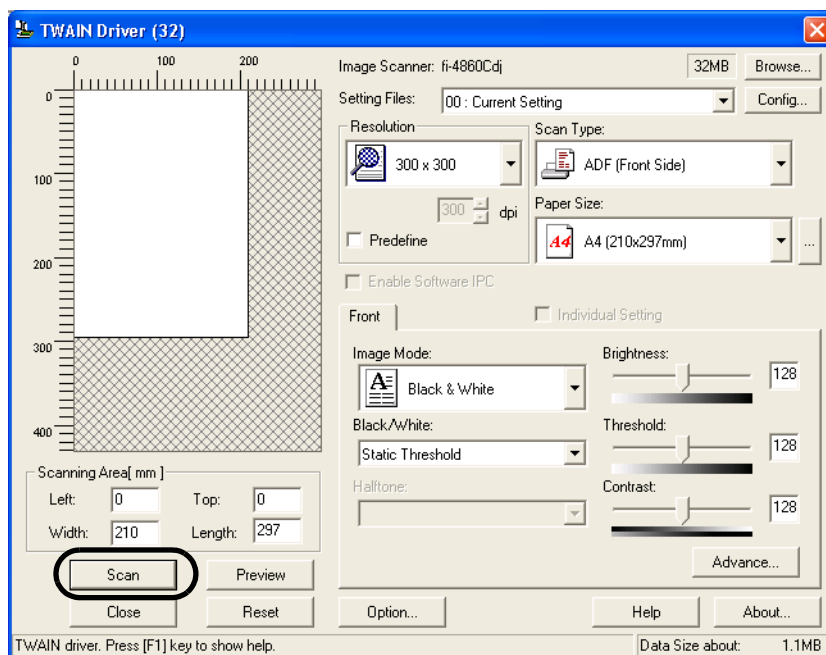 TWAIN Driver (32)
0 100 200
0
100
200
300
400
Image Scanner: fi-4860Cdj 32MB Browse...
Setting Files: 00 : Current Setting Config...
Resolution
300 x 300
300 dpi
Predefine
Scan Type:
ADF (Front Side)
Paper Size:
A4 A4 (210x297mm) ...
Enable Software IPC
Front
Individual Setting
Image Mode:
A Black & White
Black/White:
Static Threshold
Halftone:
Brightness:
128
Threshold:
128
Contrast:
128
Advance...
Scanning Area[ mm ]
Left: 0 Top: 0
Width: 210 Length: 297
Scan Preview
Close Reset
Option... Help About...
TWAIN driver. Press [F1] key to show help. Data Size about: 1.1MB